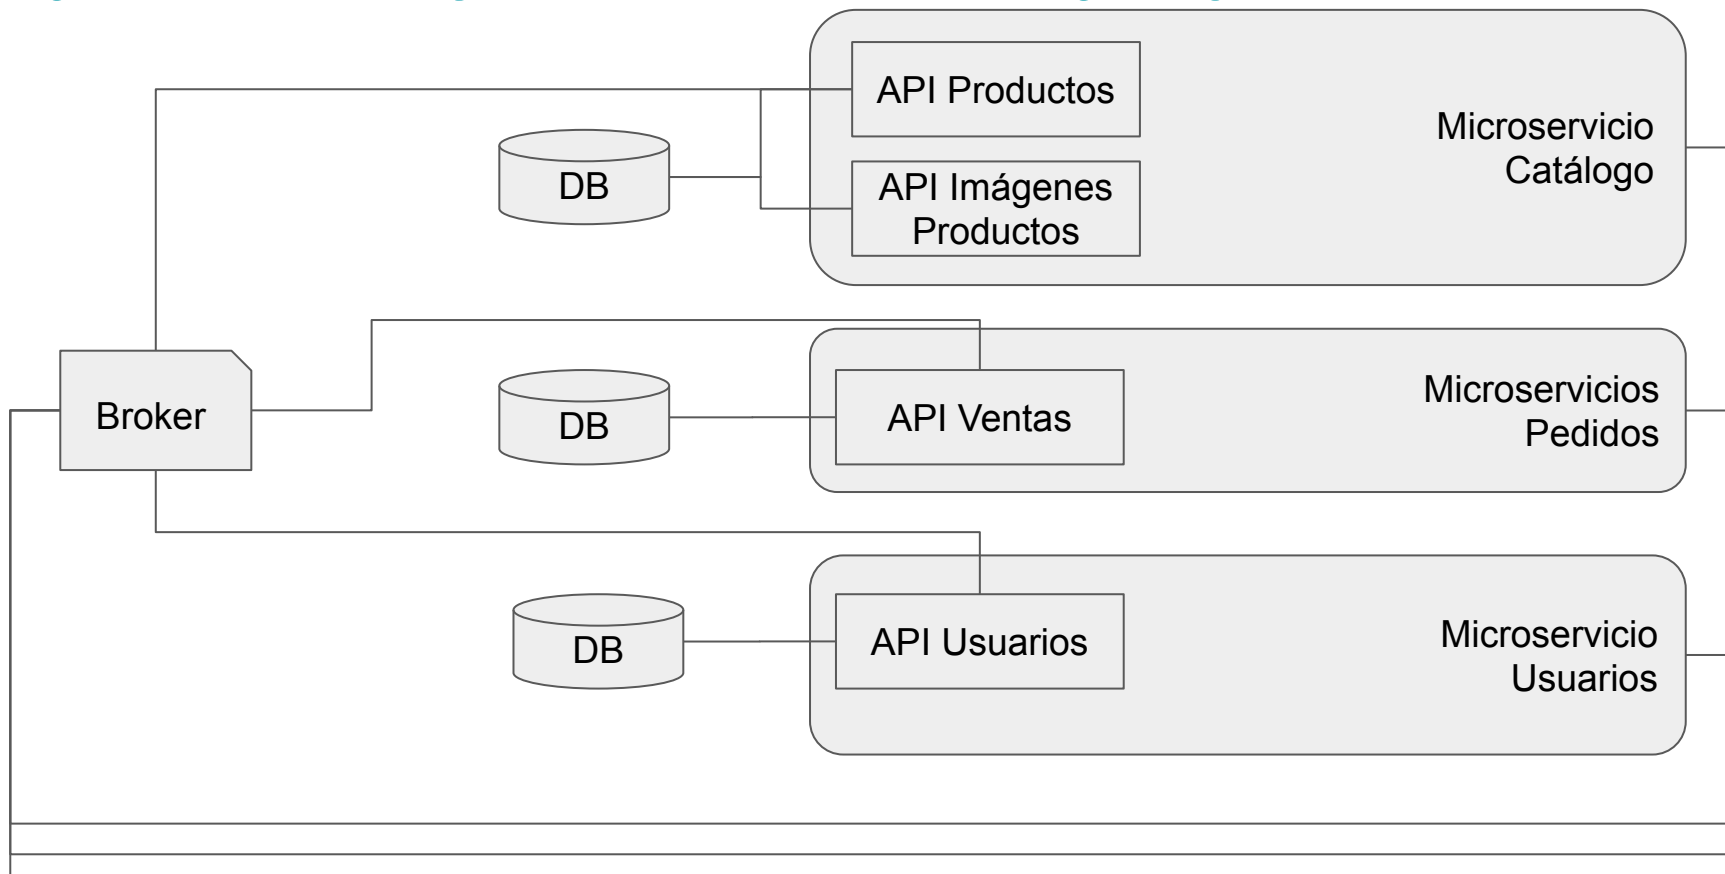 API Productos
Microservicio
Catálogo
DB
API Imágenes
Productos
Broker
DB
API Ventas
Microservicios
Pedidos
DB
API Usuarios
Microservicio
Usuarios